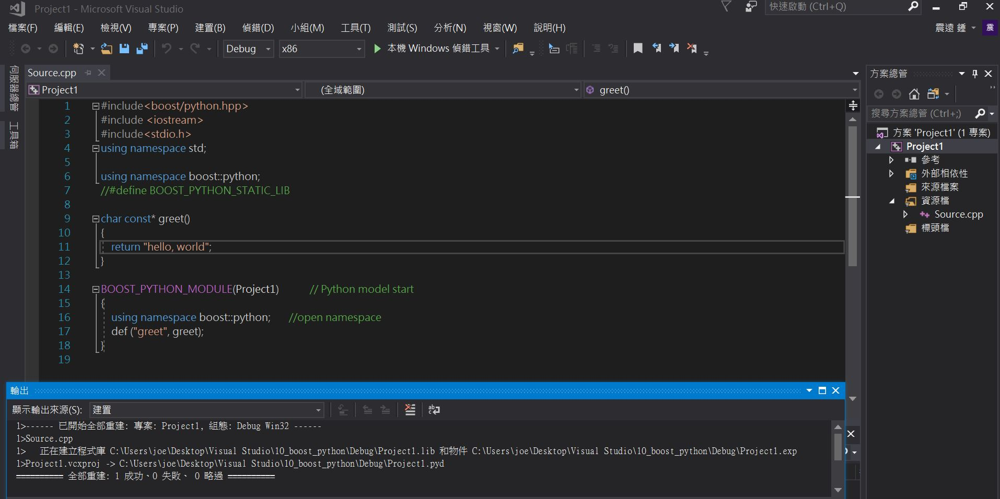 Project1 - Microsoft Visual Studio
快速啟動 (Ctrl+Q)
檔案(F) 編輯(E) 檢視(V) 專案(P) 建置(B) 偵錯(D) 小組(M) 工具(T) 測試(S) 分析(N) 視窗(W) 說明(H)
震遠 鍾 震
Debug x86 本機 Windows 偵錯工具
伺服器總管
工具箱
Source.cpp
Project1 (全域範圍) greet()
1 #include<boost/python.hpp>
2 #include <iostream>
3 #include<stdio.h>
4 using namespace std;
5
6 using namespace boost::python;
7 //#define BOOST_PYTHON_STATIC_LIB
8
9 char const* greet()
10 {
11 return "hello, world";
12 }
13
14 BOOST_PYTHON_MODULE(Project1) // Python model start
15 {
16 using namespace boost::python; //open namespace
17 def ("greet", greet);
18 }
19
方案總管
搜尋方案總管 (Ctrl+;)
方案 'Project1' (1 專案)
Project1
參考
外部相依性
來源檔案
資源檔
Source.cpp
標頭檔
輸出
顯示輸出來源(S): 建置
1>------ 已開始全部重建: 專案: Project1, 組態: Debug Win32 ------
1>Source.cpp
1> 正在建立程式庫 C:\Users\joe\Desktop\Visual Studio\10_boost_python\Debug\Project1.lib 和物件 C:\Users\joe\Desktop\Visual Studio\10_boost_python\Debug\Project1.exp
1>Project1.vcxproj -> C:\Users\joe\Desktop\Visual Studio\10_boost_python\Debug\Project1.pyd
========== 全部重建: 1 成功、0 失敗、 0 略過 ==========